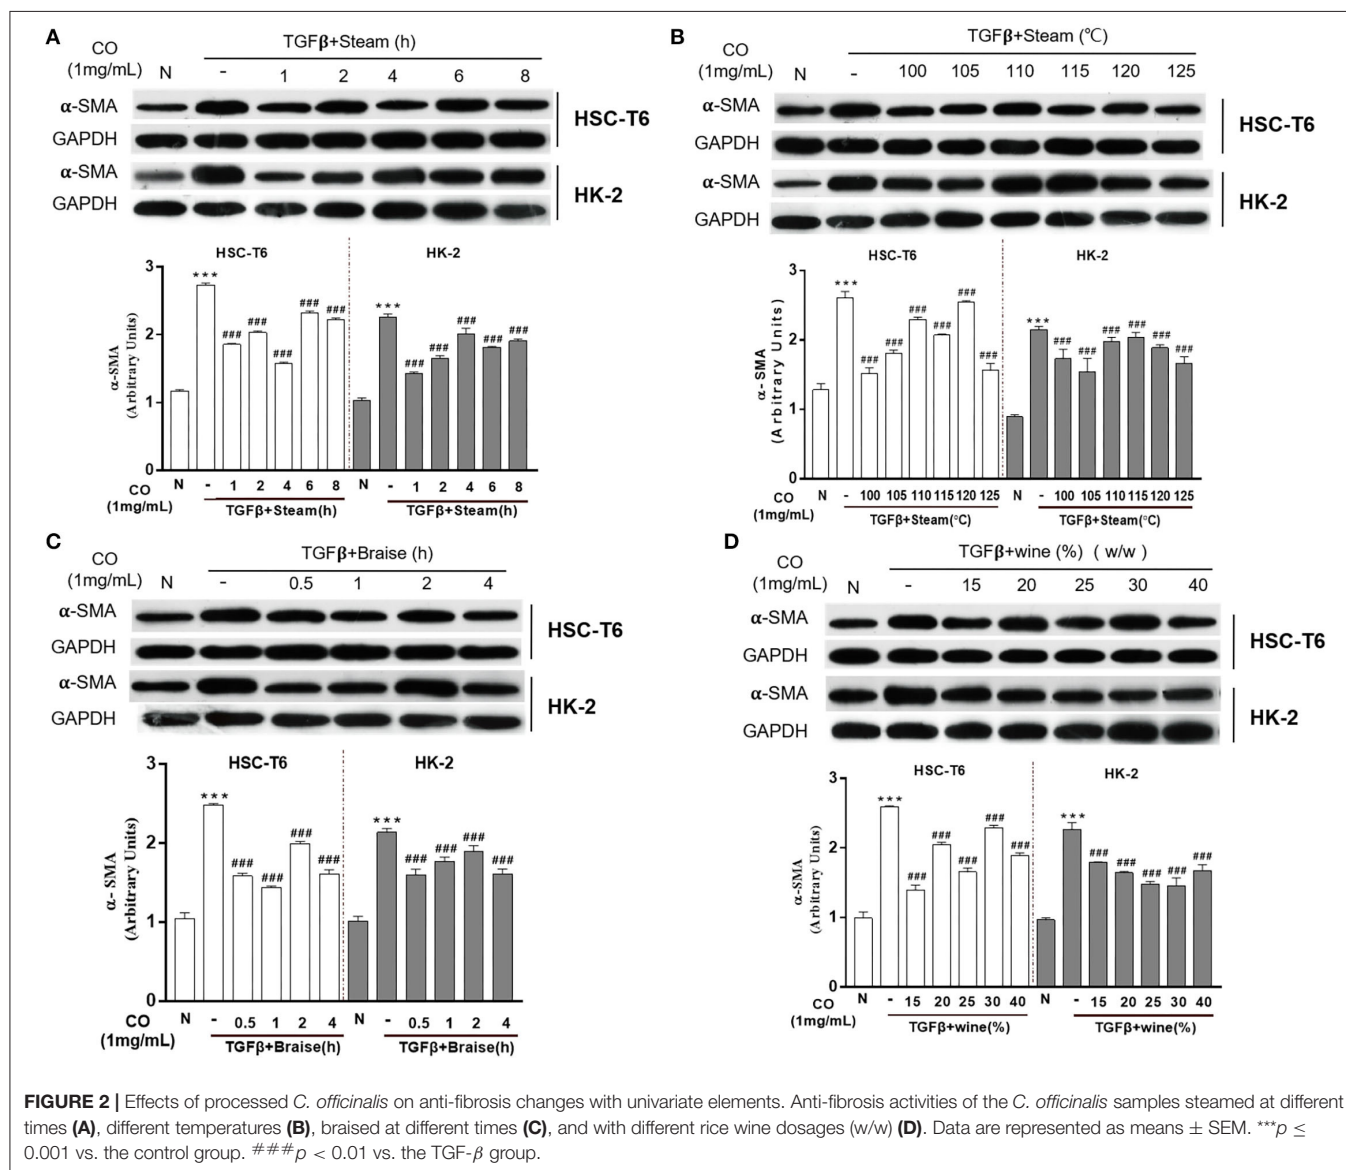 A
CO
(1mg/mL)
TGFβ+Steam (h)
N - 1 2 4 6 8
α-SMA
GAPDH
HSC-T6
α-SMA
GAPDH
HK-2
HSC-T6 HK-2
α-SMA
(Arbitrary Units)
3
2
1
0
*** ### ### ### ### ###
*** ### ### ### ### ###
CO
(1mg/mL)
N - 1 2 4 6 8 N - 1 2 4 6 8
TGFβ+Steam(h) TGFβ+Steam(h)
B
CO
(1mg/mL)
TGFβ+Steam (℃)
N - 100 105 110 115 120 125
α-SMA
GAPDH
HSC-T6
α-SMA
GAPDH
HK-2
HSC-T6 HK-2
α- SMA
(Arbitrary Units)
3
2
1
0
*** ### ### ### ### ### ###
*** ### ### ### ### ### ###
CO
(1mg/mL)
N - 100 105 110 115 120 125 N - 100 105 110 115 120 125
TGFβ+Steam(°C) TGFβ+Steam(°C)
C
CO
(1mg/mL)
TGFβ+Braise (h)
N - 0.5 1 2 4
α-SMA
GAPDH
HSC-T6
α-SMA
GAPDH
HK-2
HSC-T6 HK-2
α- SMA
(Arbitrary Units)
3
2
1
0
*** ### ### ### ###
*** ### ### ### ###
CO
(1mg/mL)
N - 0.5 1 2 4 N - 0.5 1 2 4
TGFβ+Braise(h) TGFβ+Braise(h)
D
CO
(1mg/mL)
TGFβ+wine (%) ( w/w )
N - 15 20 25 30 40
α-SMA
GAPDH
HSC-T6
α-SMA
GAPDH
HK-2
HSC-T6 HK-2
α-SMA
(Arbitrary Units)
3
2
1
0
*** ### ### ### ### ###
*** ### ### ### ### ###
CO
(1mg/mL)
N - 15 20 25 30 40 N - 15 20 25 30 40
TGFβ+wine(%) TGFβ+wine(%)
FIGURE 2 | Effects of processed C. officinalis on anti-fibrosis changes with univariate elements. Anti-fibrosis activities of the C. officinalis samples steamed at different
times (A), different temperatures (B), braised at different times (C), and with different rice wine dosages (w/w) (D). Data are represented as means ± SEM. ***p ≤
0.001 vs. the control group. ###p < 0.01 vs. the TGF-β group.